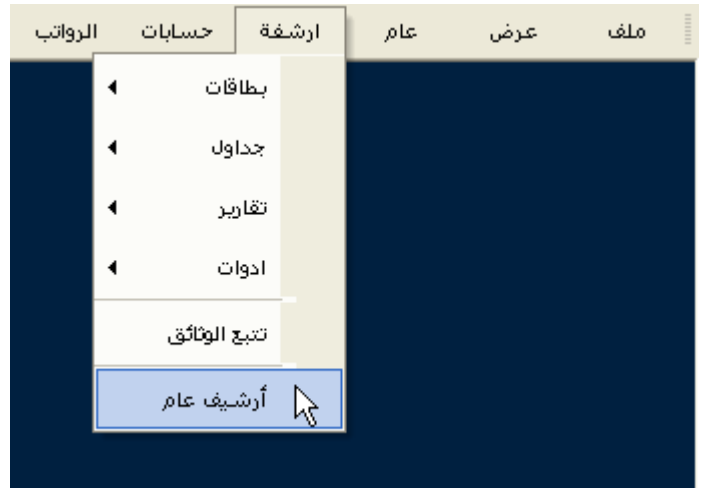 ملف عرض عام ارشفة حسابات الرواتب
بطاقات
جداول
تقارير
ادوات
تتبع الوثائق
أرشيف عام